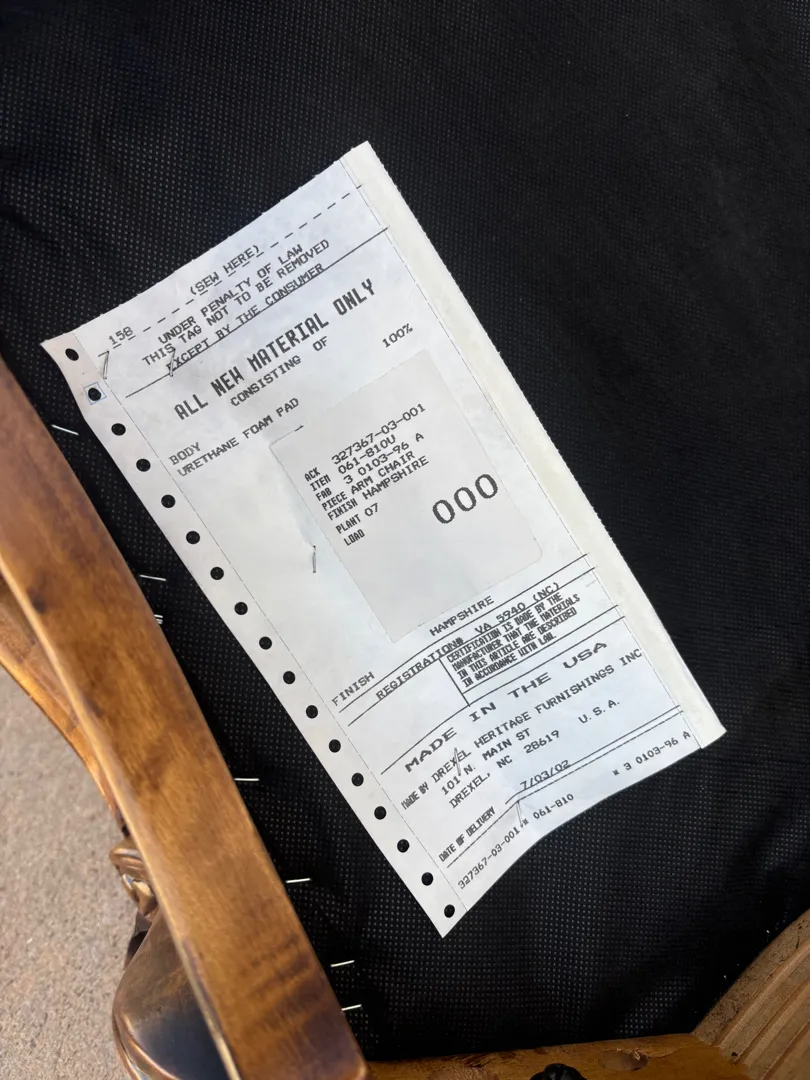 (SEW HERE)
158
UNDER PENALTY OF LAW
THIS TAG NOT TO BE REMOVED
EXCEPT BY THE CONSUMER
ALL NEW MATERIAL ONLY
CONSISTING OF
100%
BODY
URETHANE FOAM PAD
ACK 327367-03-001
ITEM 061-810U
FAB 3 0103-96 A
PIECE ARM CHAIR
FINISH HAMPSHIRE
PLANT 07
LOAD
000
FINISH HAMPSHIRE
REGISTRATION# VA 5940 (NC)
CERTIFICATION IS MADE BY THE
MANUFACTURER THAT THE MATERIALS
IN THIS ARTICLE ARE DESCRIBED
IN ACCORDANCE WITH LAW.
MADE IN THE USA
MADE BY DREXEL HERITAGE FURNISHINGS INC
101 N. MAIN ST
DREXEL, NC 28619 U.S.A.
DATE OF DELIVERY 7/03/02
327367-03-001* 061-810 * 3 0103-96 A